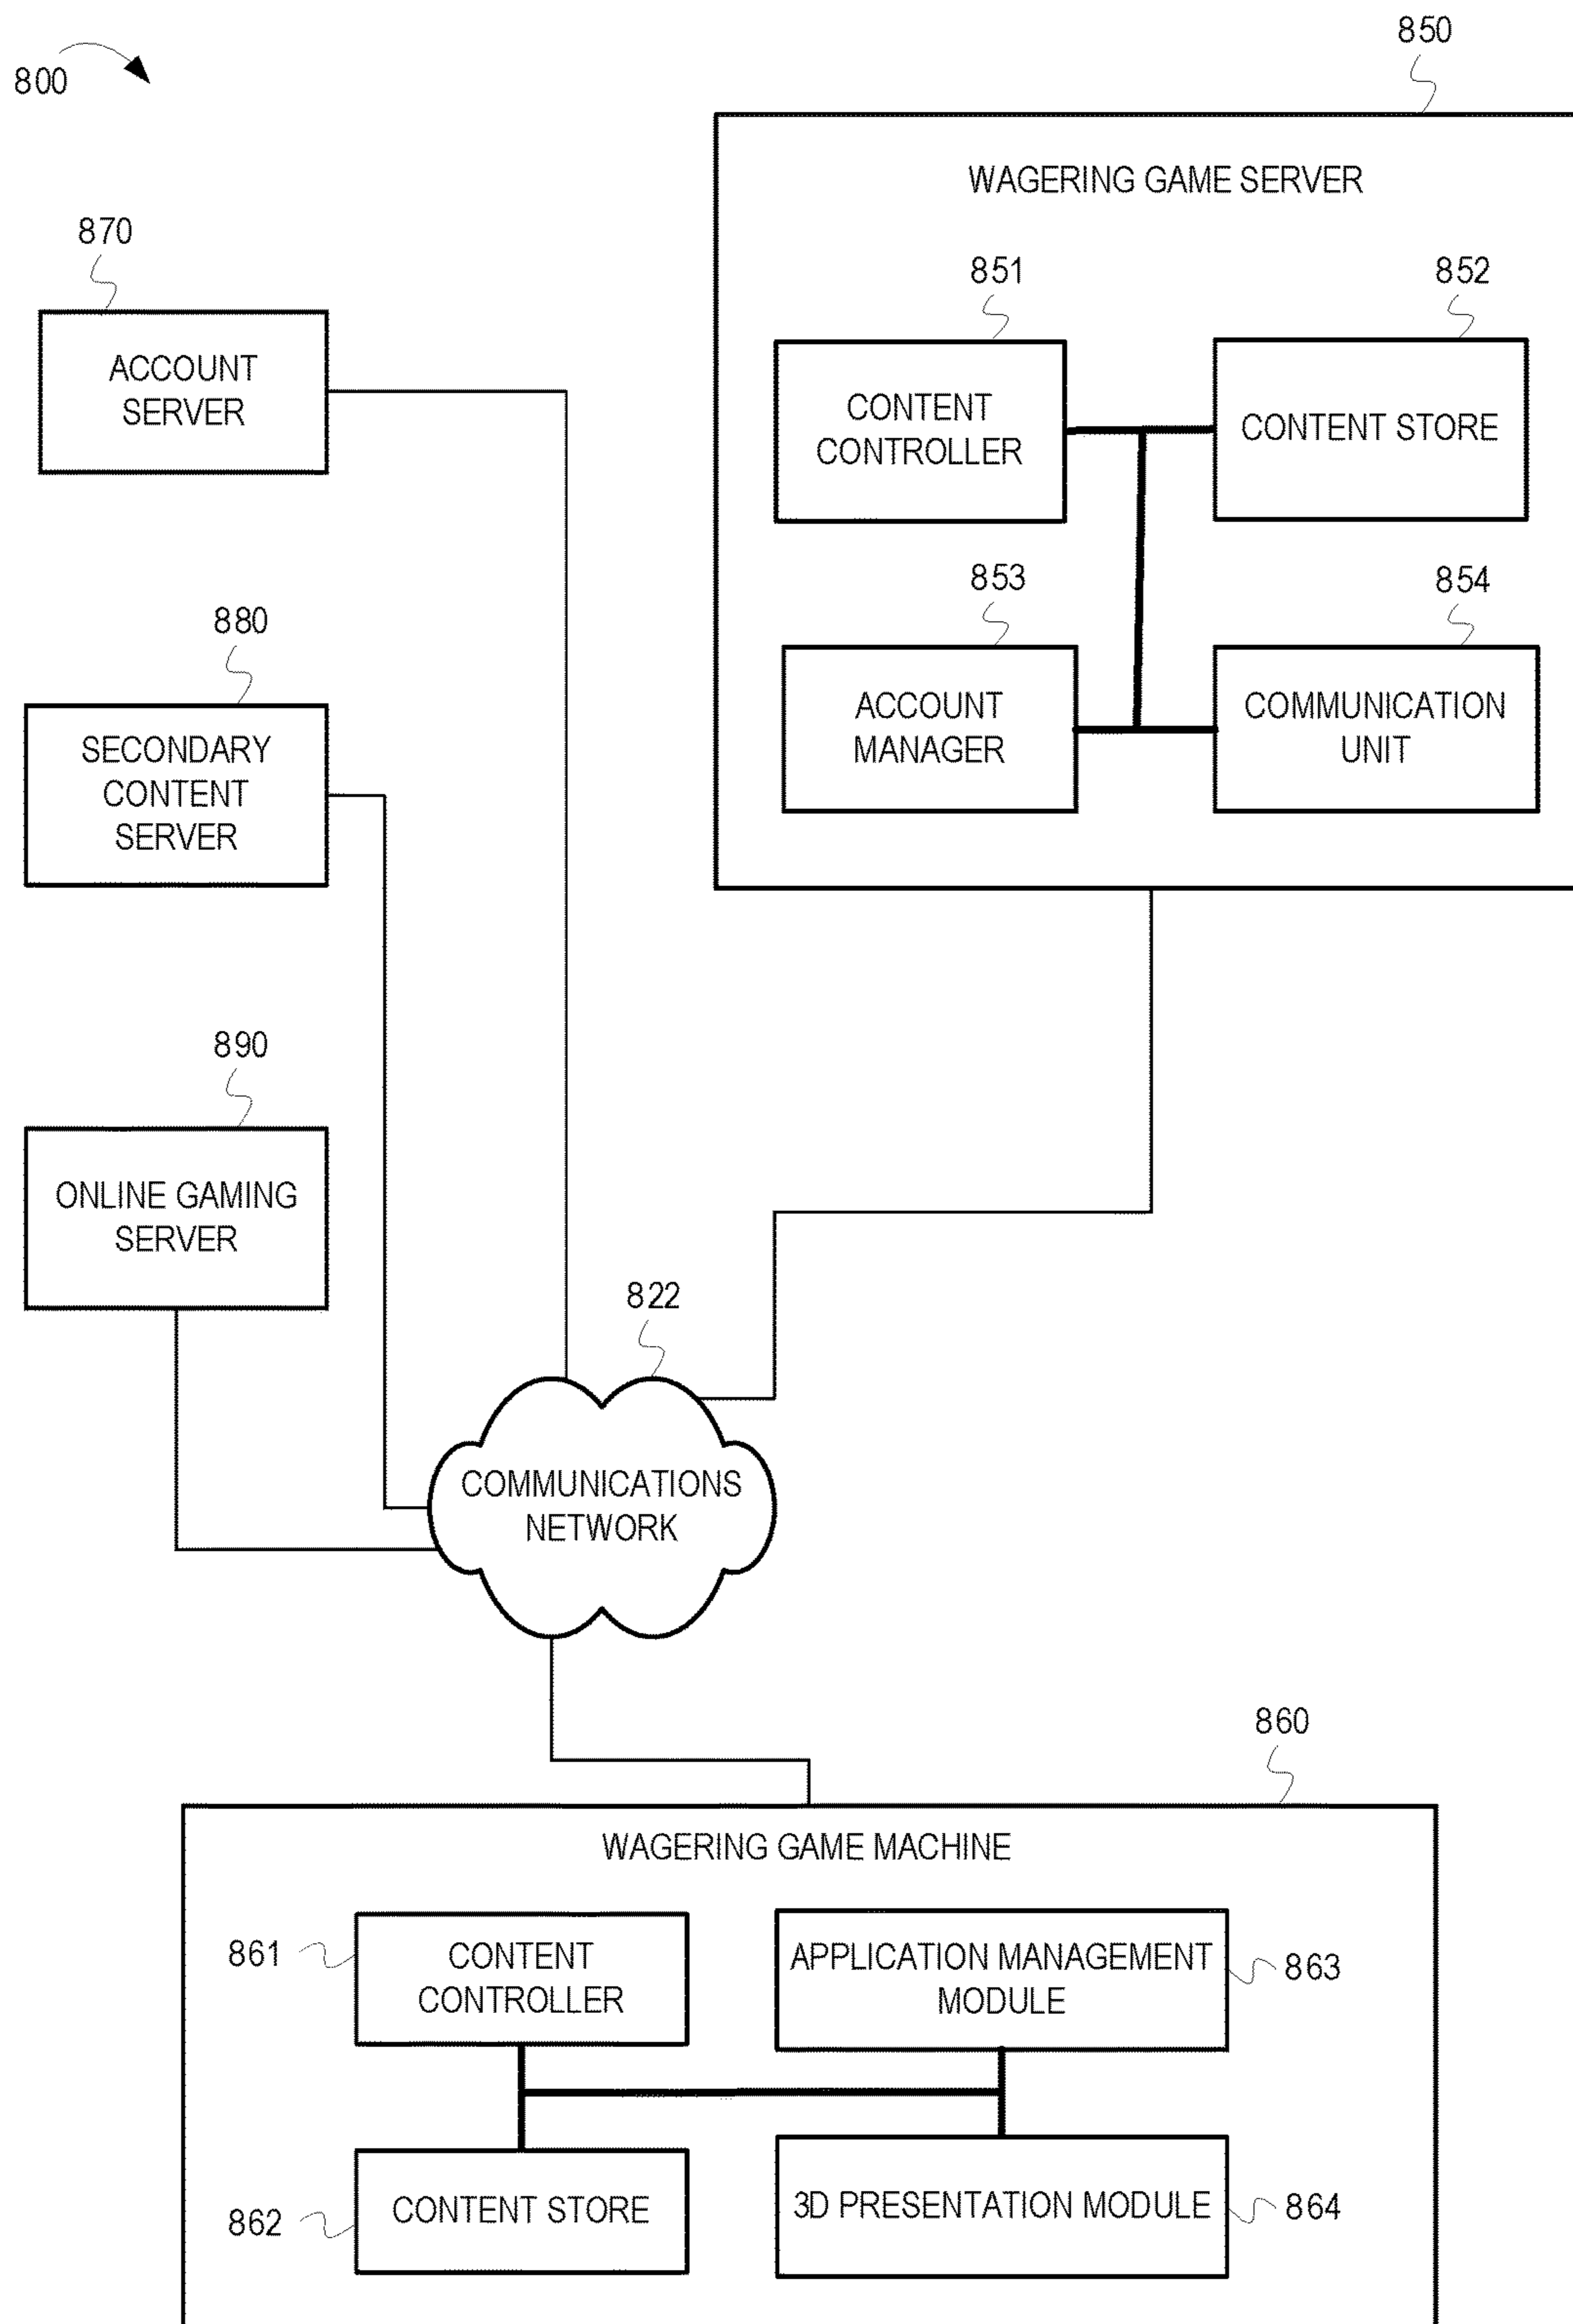 800
850
WAGERING GAME SERVER
870
851
852
ACCOUNT
SERVER
CONTENT
CONTROLLER
CONTENT STORE
853
854
880
SECONDARY
CONTENT
SERVER
ACCOUNT
MANAGER
COMMUNICATION
UNIT
890
ONLINE GAMING
SERVER
822
COMMUNICATIONS
NETWORK
860
WAGERING GAME MACHINE
861
CONTENT
CONTROLLER
APPLICATION MANAGEMENT
MODULE
863
862
CONTENT STORE
3D PRESENTATION MODULE
864